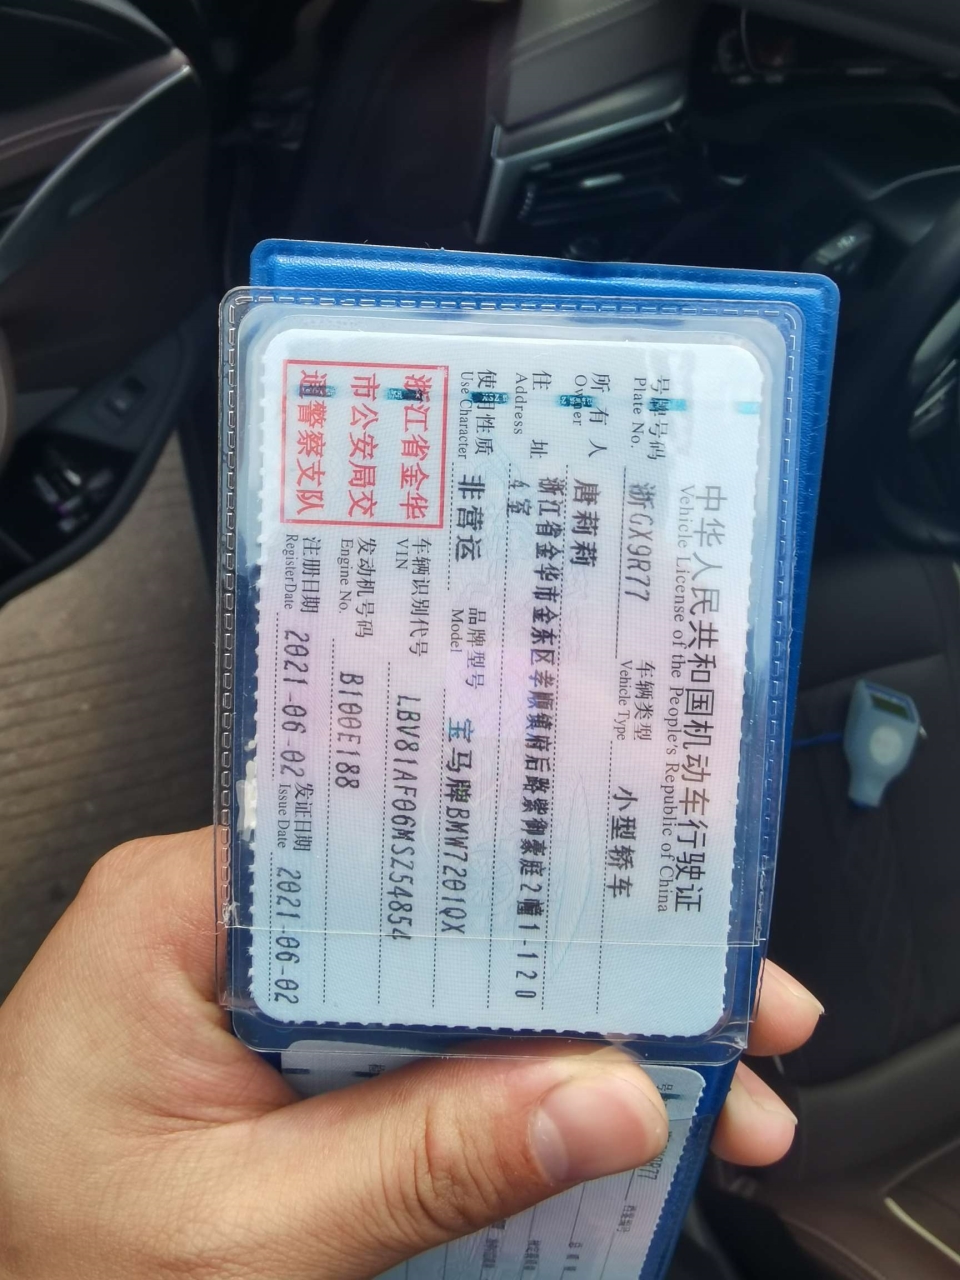 中华人民共和国机动车行驶证
Vehicle License of the People's Republic of China
号牌号码 浙GX9R77 车辆类型 小型轿车
Plate No. Vehicle Type
所有人 唐莉莉
Owner
住址 浙江省金华市金东区孝顺镇府后路紫御豪庭2幢1-120
Address 4室
使用性质 非营运 品牌型号 宝马牌BMW7201QX
Use Character Model
浙江省金华
市公安局交
通警察支队
车辆识别代号 LBV81AF06MSZ54854
VIN
发动机号码 B100E188
Engine No.
注册日期 2021-06-02 发证日期 2021-06-02
Register Date Issue Date
号
R77